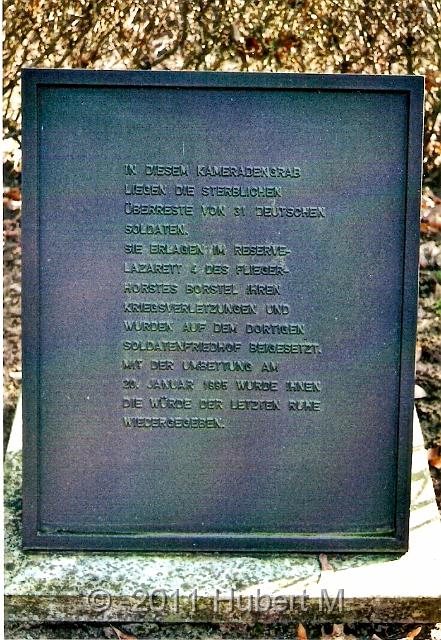 IN DIESEM KAMERADENGRAB
LIEGEN DIE STERBLICHEN
ÜBERRESTE VON 31 DEUTSCHEN
SOLDATEN.
SIE ERLAGEN IM RESERVE-
LAZARETT 4 DES FLIEGER-
HORSTES BORSTEL IHREN
KRIEGSVERLETZUNGEN UND
WURDEN AUF DEM DORTIGEN
SOLDATENFRIEDHOF BEIGESETZT.
MIT DER UMBETTUNG AM
20. JANUAR 1995 WURDE IHNEN
DIE WÜRDE DER LETZTEN RUHE
WIEDERGEGEBEN.
© 2011 Hubert M